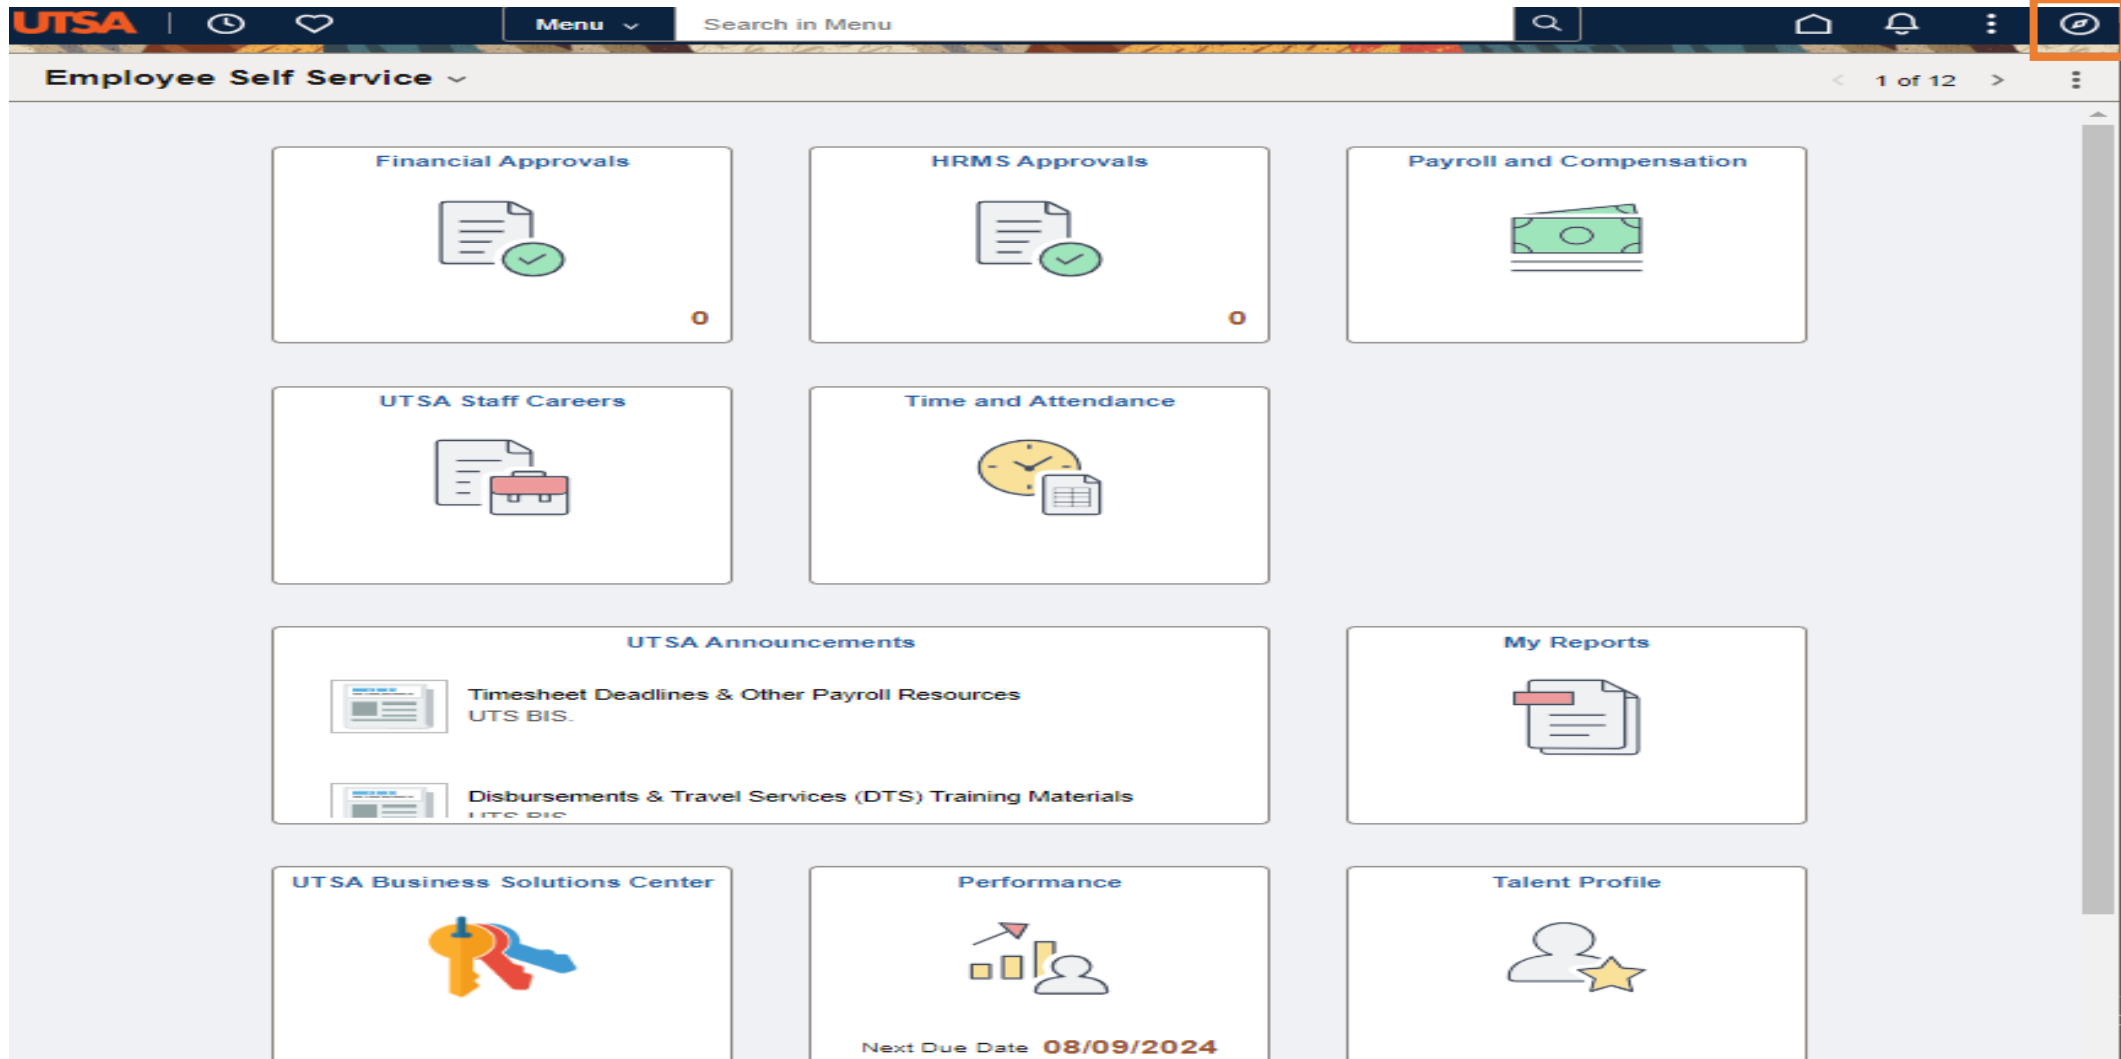 UTSA
Menu
Search in Menu
Employee Self Service
1 of 12
Financial Approvals
0
HRMS Approvals
0
Payroll and Compensation
UTSA Staff Careers
Time and Attendance
UTSA Announcements
Timesheet Deadlines & Other Payroll Resources
UTS BIS.
Disbursements & Travel Services (DTS) Training Materials
UTS BIS
My Reports
UTSA Business Solutions Center
Performance
Next Due Date 08/09/2024
Talent Profile